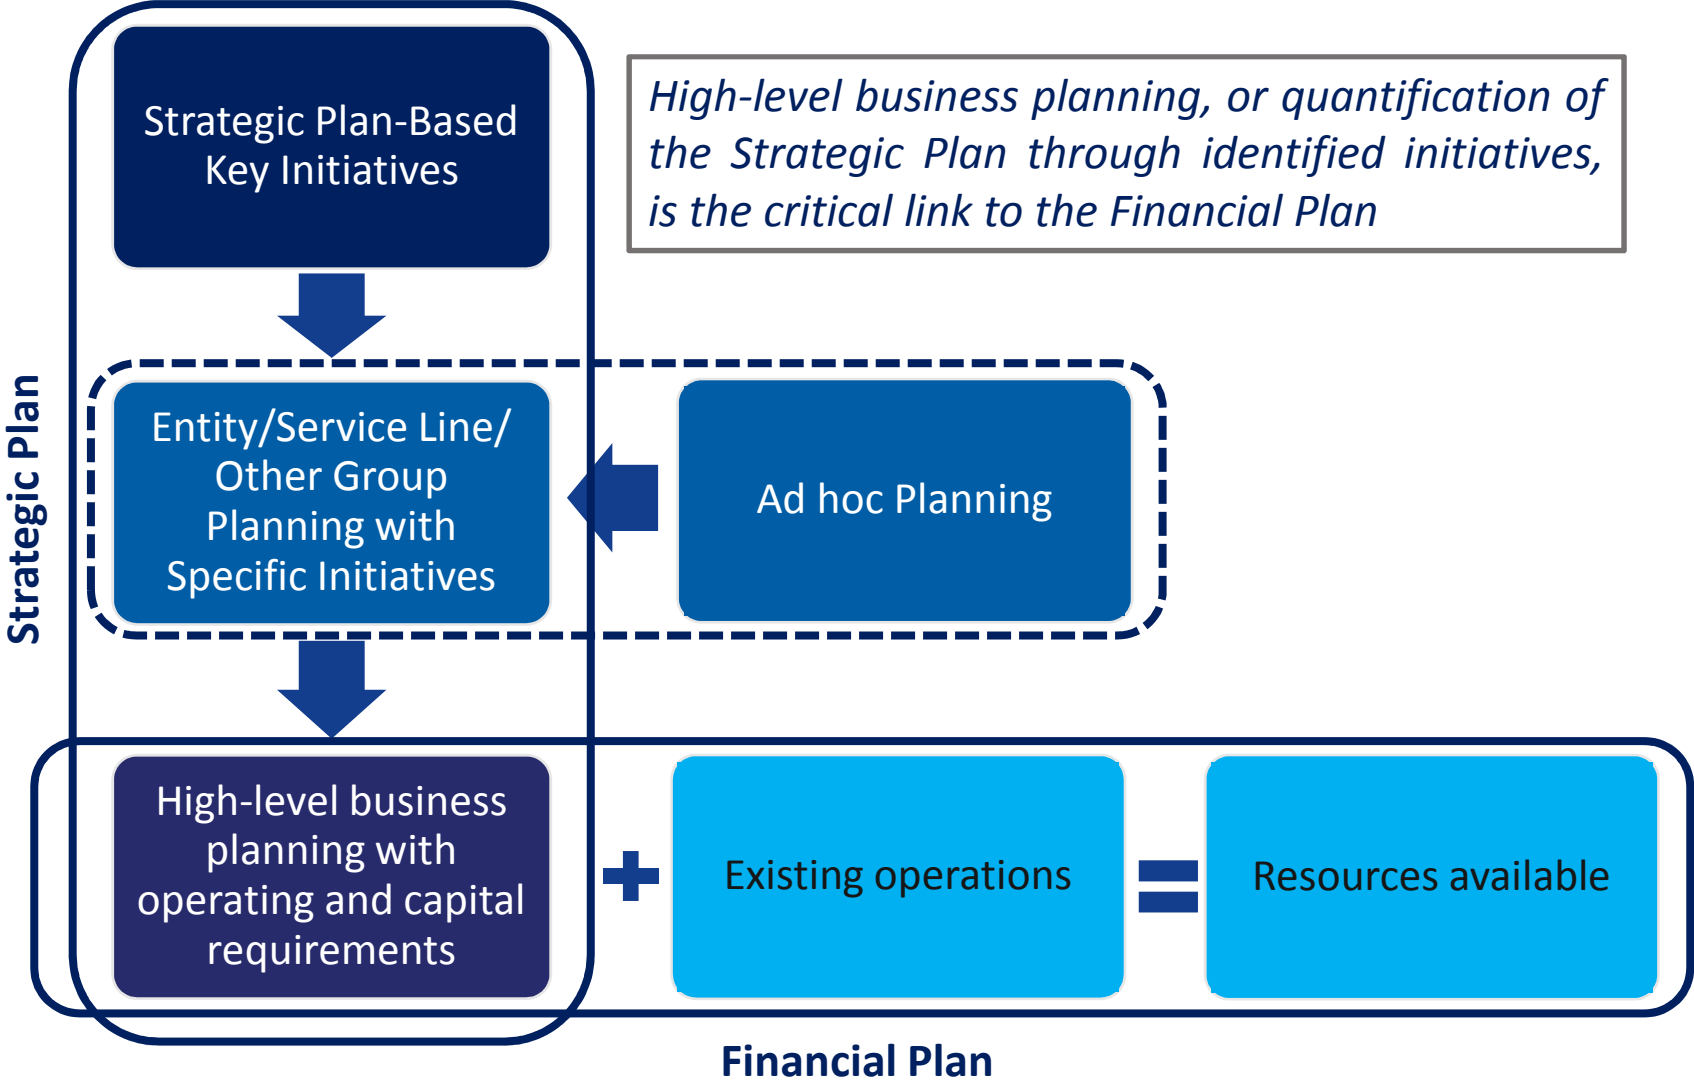 Strategic Plan-Based
Key Initiatives
High-level business planning, or quantification of
the Strategic Plan through identified initiatives,
is the critical link to the Financial Plan
Strategic Plan
Entity/Service Line/
Other Group
Planning with
Specific Initiatives
Ad hoc Planning
High-level business
planning with
operating and capital
requirements
Existing operations
Resources available
Financial Plan